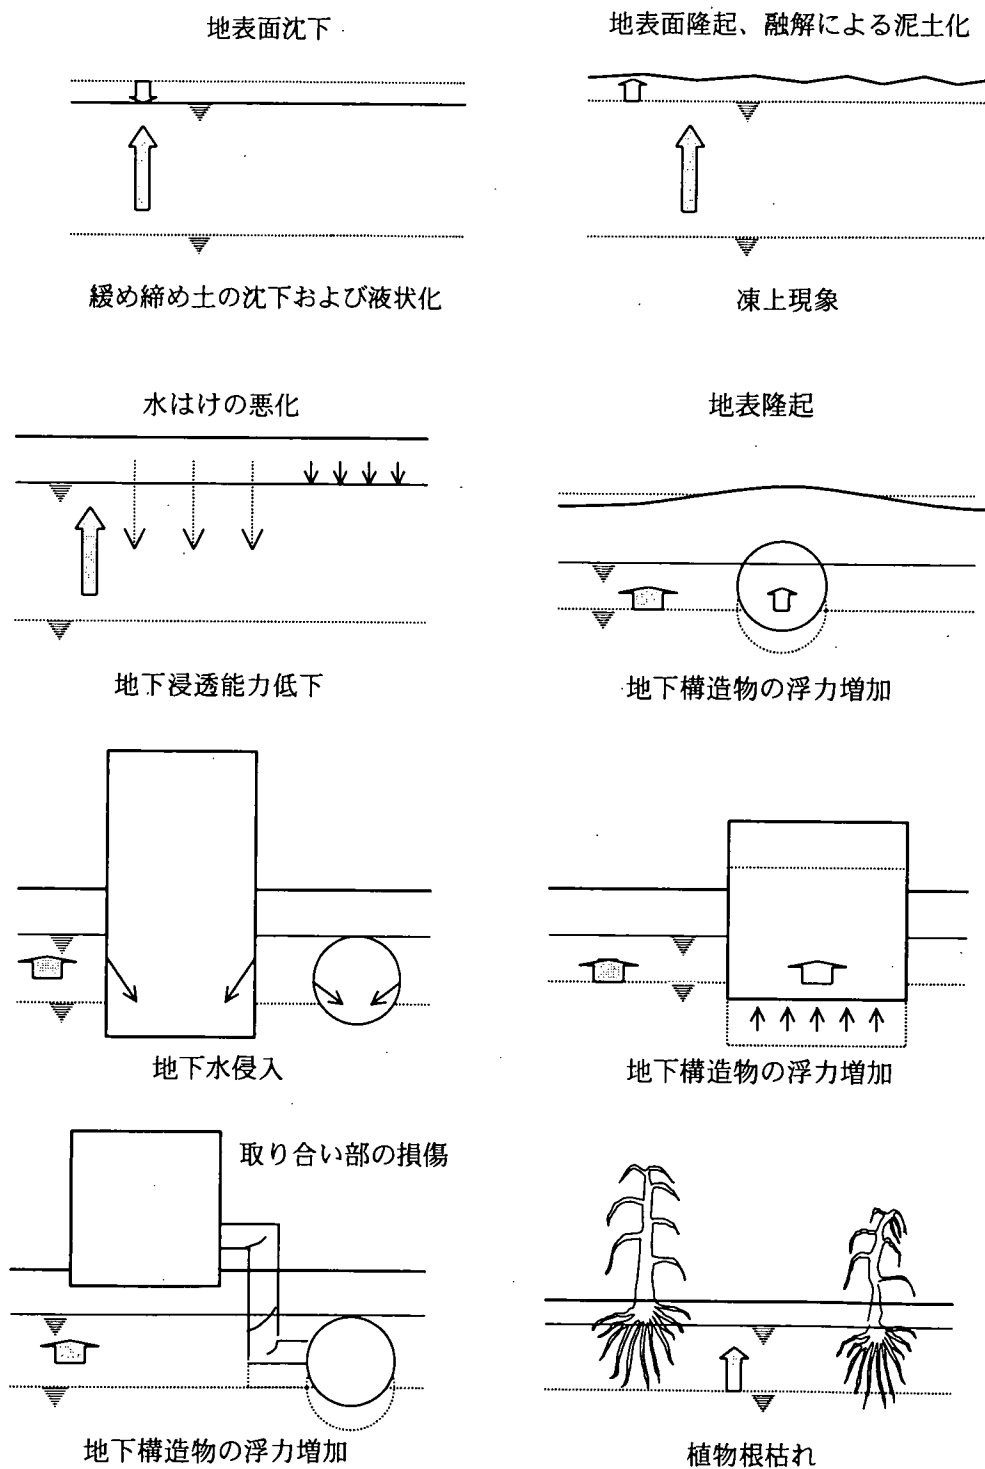 地表面沈下
地表面隆起、融解による泥土化
緩め締め土の沈下および液状化
凍上現象
水はけの悪化
地表隆起
地下浸透能力低下
地下構造物の浮力増加
地下水侵入
地下構造物の浮力増加
取り合い部の損傷
地下構造物の浮力増加
植物根枯れ